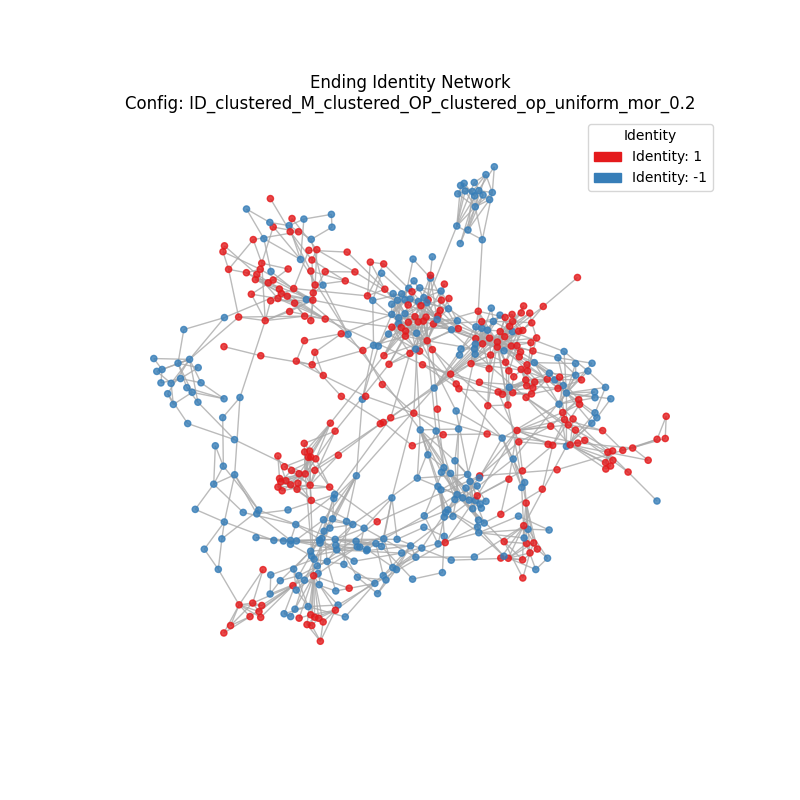 Ending Identity Network
Config: ID_clustered_M_clustered_OP_clustered_op_uniform_mor_0.2
Identity
Identity: 1
Identity: -1